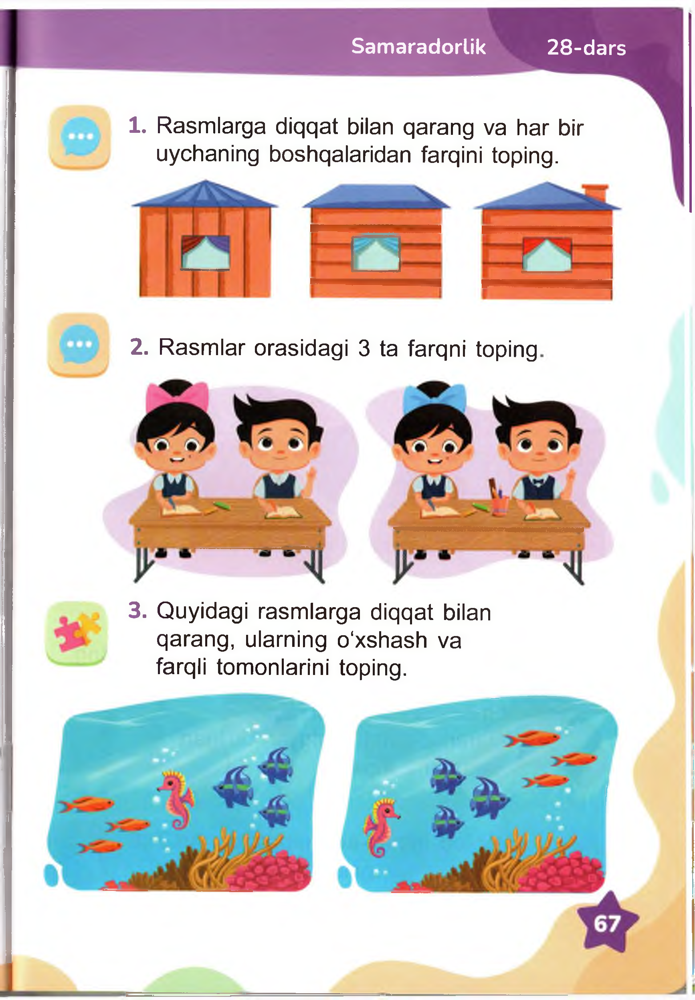 Samaradorlik 28-dars
1. Rasmlarga diqqat bilan qarang va har bir
uychaning boshqalaridan farqini toping.
2. Rasmlar orasidagi 3 ta farqni toping.
3. Quyidagi rasmlarga diqqat bilan
qarang, ularning o‘xshash va
farqli tomonlarini toping.
67